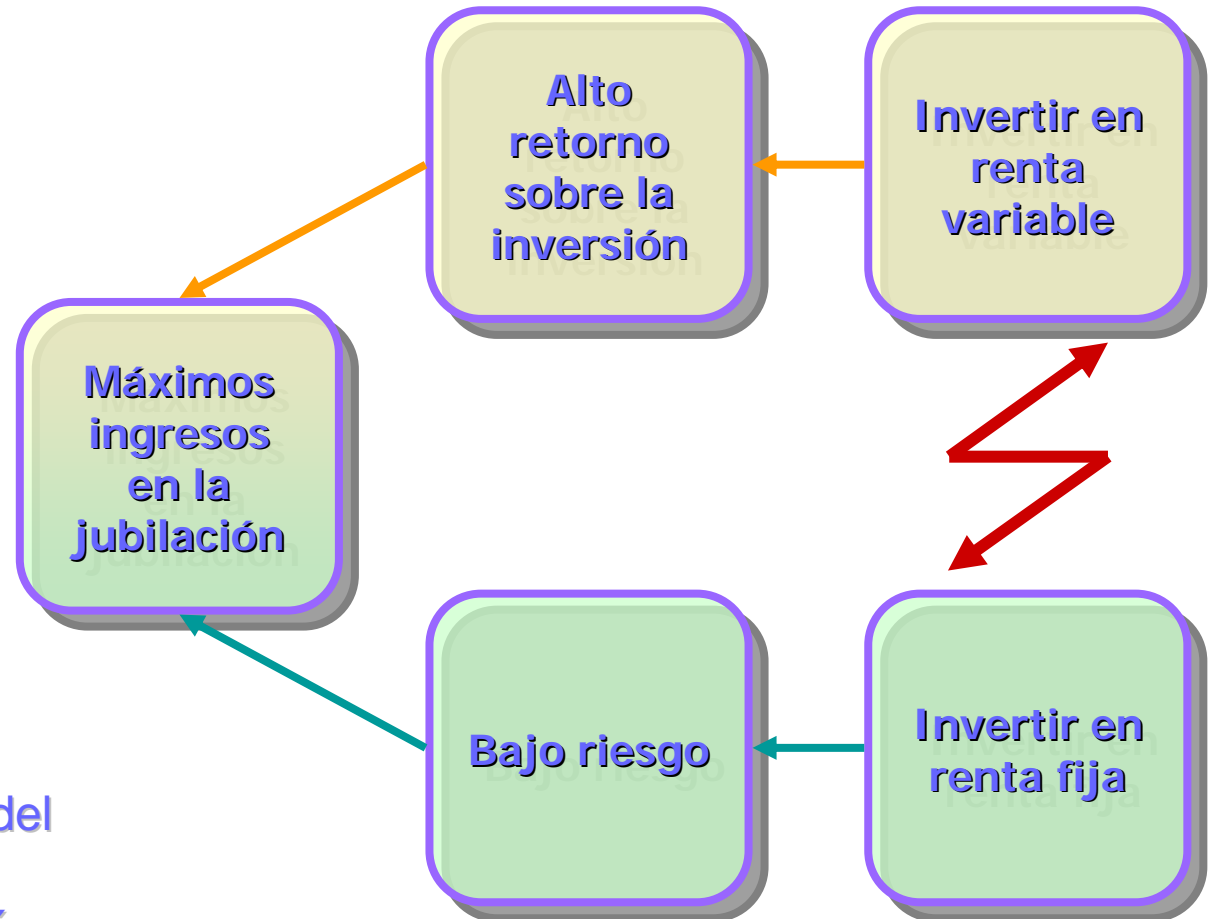 Alto
retorno
sobre la
inversión
Invertir en
renta
variable
Máximos
ingresos
en la
jubilación
Bajo riesgo
Invertir en
renta fija
del